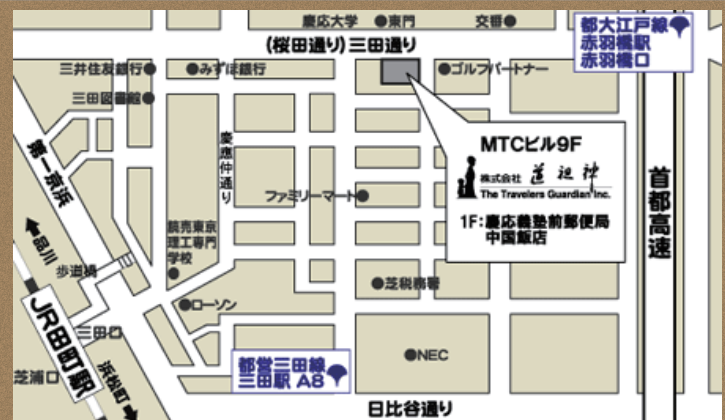 慶応大学 ●東門 交番●
都大江戸線
赤羽橋駅
赤羽橋口
(桜田通り)三田通り
三井住友銀行● ●みずほ銀行
●ゴルフパートナー
三田図書館●
第一京浜
慶應仲通り
MTCビル9F
株式会社 道祖神
The Travelers Guardian Inc.
1F:慶応義塾前郵便局
中国飯店
首都高速
ファミリーマート●
読売東京
理工専門
学校
●
品川
歩道橋
●芝税務署
●ローソン
JR田町駅
三田口
芝浦口
浜松町
都営三田線
三田駅 A8
●NEC
日比谷通り